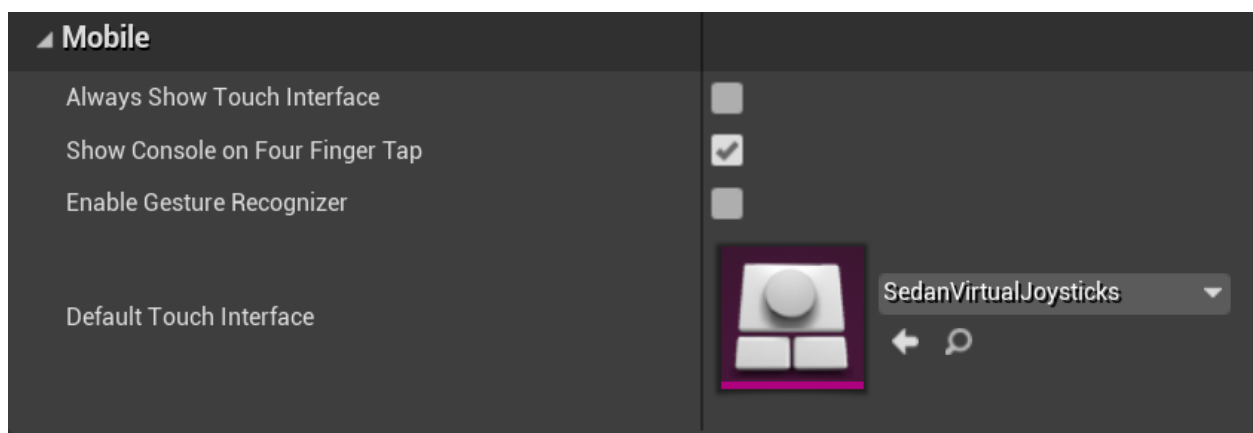 Mobile
Always Show Touch Interface
Show Console on Four Finger Tap
Enable Gesture Recognizer
Default Touch Interface
SedanVirtualJoysticks